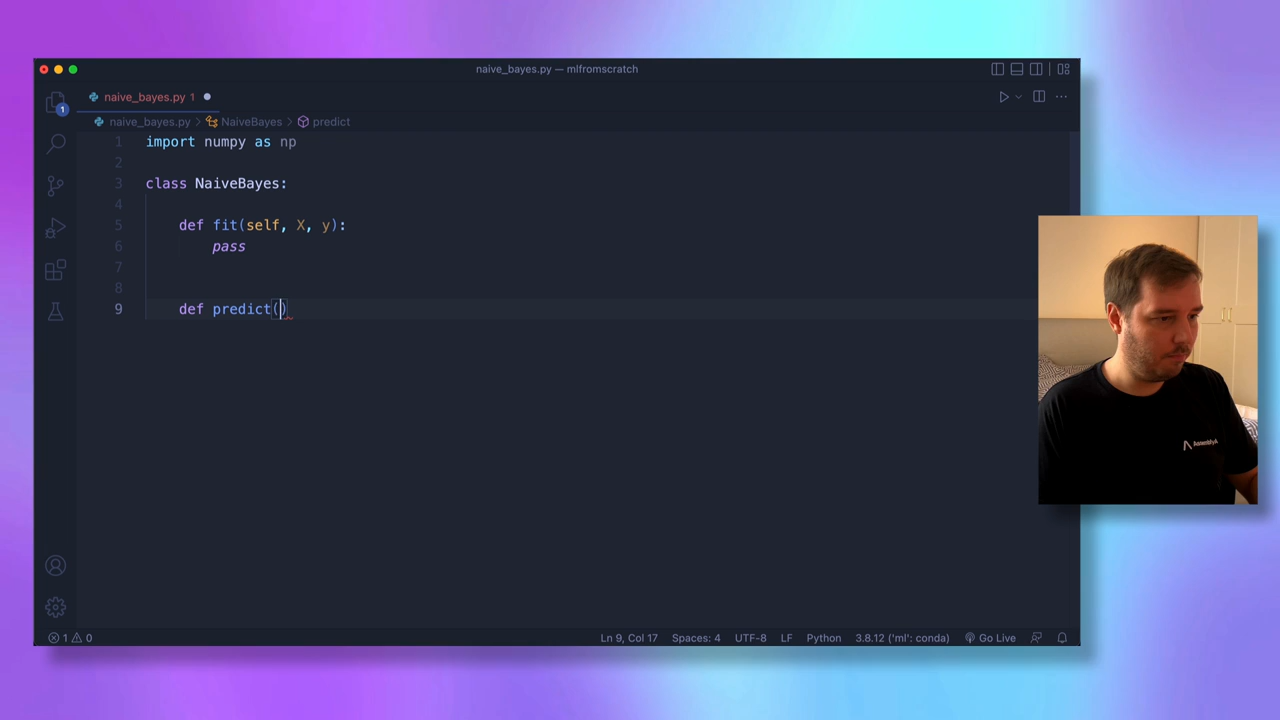 naive_bayes.py — mlfromscratch
naive_bayes.py 1
1
naive_bayes.py > NaiveBayes > predict
1 import numpy as np
2
3 class NaiveBayes:
4
5 def fit(self, X, y):
6 pass
7
8
9 def predict()
AssemblyAI
1 0
Ln 9, Col 17
Spaces: 4
UTF-8
LF
Python
3.8.12 ('ml': conda)
Go Live